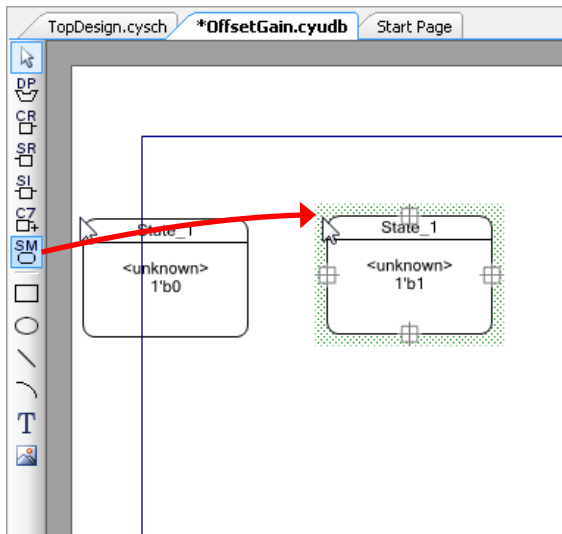 TopDesign.cysch
*OffsetGain.cyudb
Start Page
DP
CR
SR
SI
C7
SM
T
State_1
<unknown>
1'b0
State_1
<unknown>
1'b1